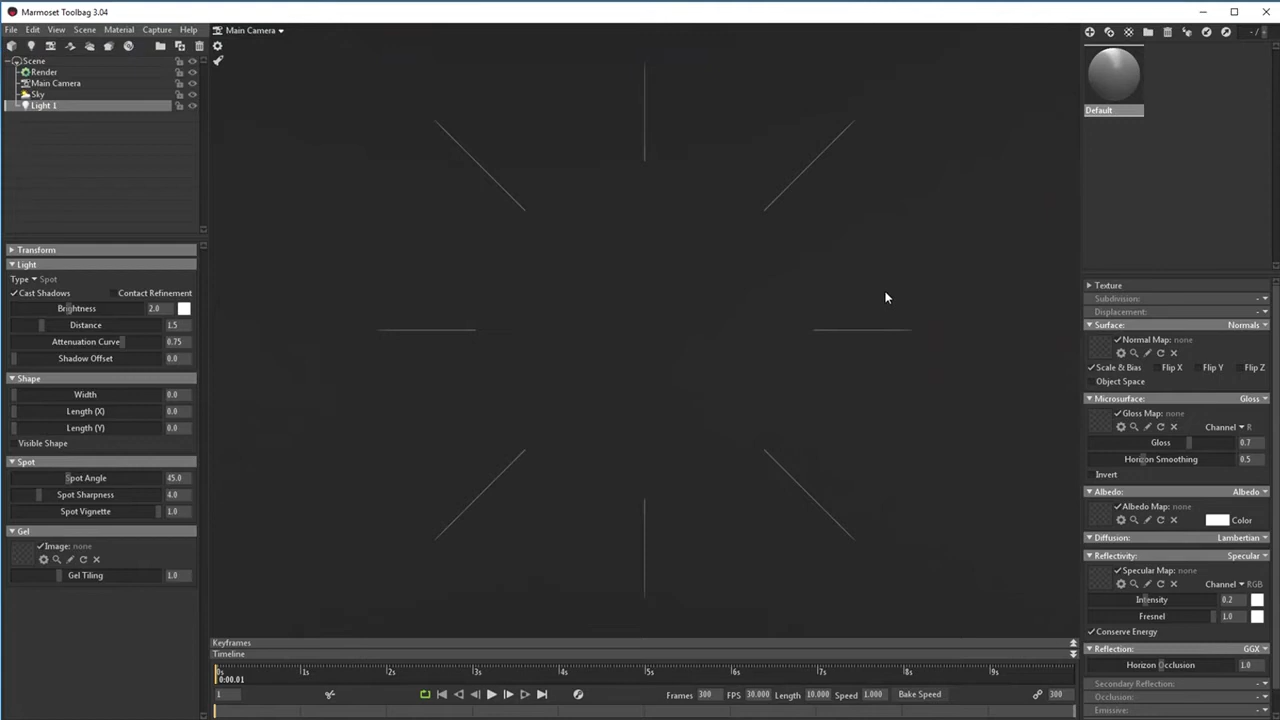 Marmoset Toolbag 3.04
File Edit View Scene Material Capture Help
Main Camera
Scene
Render
Main Camera
Sky
Light 1
Transform
Light
Type Spot
Cast Shadows Contact Refinement
Brightness 2.0
Distance 1.5
Attenuation Curve 0.75
Shadow Offset 0.0
Shape
Width 0.0
Length (X) 0.0
Length (Y) 0.0
Visible Shape
Spot
Spot Angle 45.0
Spot Sharpness 4.0
Spot Vignette 1.0
Gel
Image: none
Gel Tiling 1.0
Keyframes
Timeline
0s 1s 2s 3s 4s 5s 6s 7s 8s 9s
0:00.01
1 Frames 300 FPS 30.000 Length 10.000 Speed 1.000 Bake Speed 300
- /
Default
Texture
Subdivision: -
Displacement: -
Surface: Normals
Normal Map: none
Scale & Bias Flip X Flip Y Flip Z
Object Space
Microsurface: Gloss
Gloss Map: none
Channel R
Gloss 0.7
Horizon Smoothing 0.5
Invert
Albedo: Albedo
Albedo Map: none
Color
Diffusion: Lambertian
Reflectivity: Specular
Specular Map: none
Channel RGB
Intensity 0.2
Fresnel 1.0
Conserve Energy
Reflection: GGX
Horizon Occlusion 1.0
Secondary Reflection: -
Occlusion: -
Emissive: -